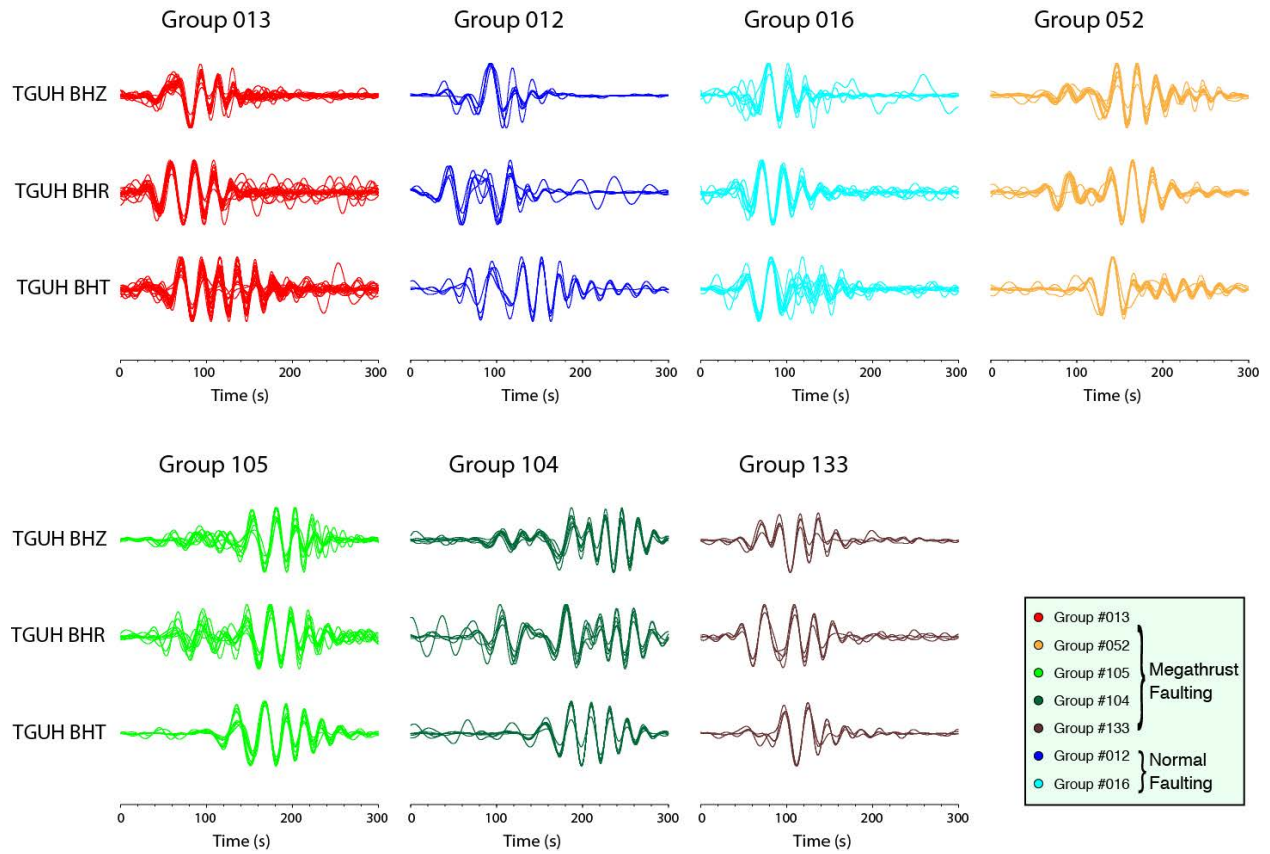 Group 013
Group 012
Group 016
Group 052
TGUH BHZ
TGUH BHR
TGUH BHT
0 100 200 300
0 100 200 300
0 100 200 300
0 100 200 300
Time (s)
Time (s)
Time (s)
Time (s)
Group 105
Group 104
Group 133
TGUH BHZ
TGUH BHR
TGUH BHT
0 100 200 300
0 100 200 300
0 100 200 300
Time (s)
Time (s)
Time (s)
Group #013
Group #052
Group #105
Group #104
Group #133
Megathrust
Faulting
Group #012
Group #016
Normal
Faulting